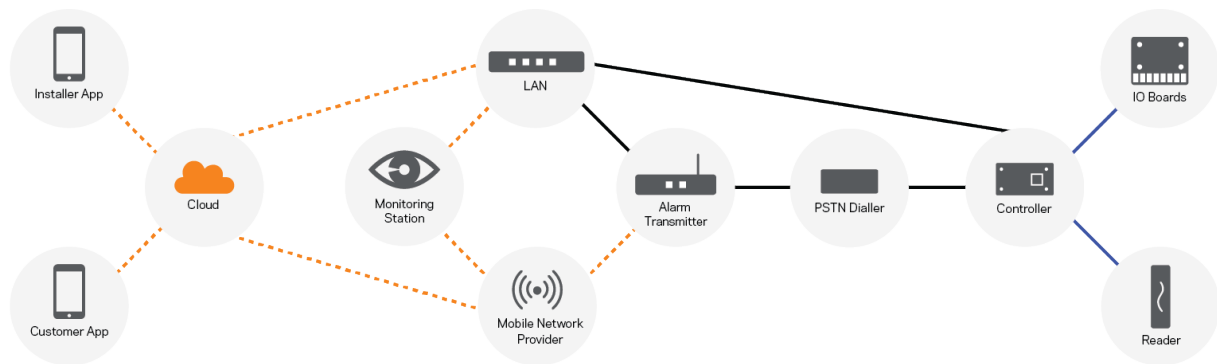 Installer App
LAN
IO Boards
Cloud
Monitoring
Station
Alarm
Transmitter
PSTN Dialler
Controller
Customer App
Mobile Network
Provider
Reader